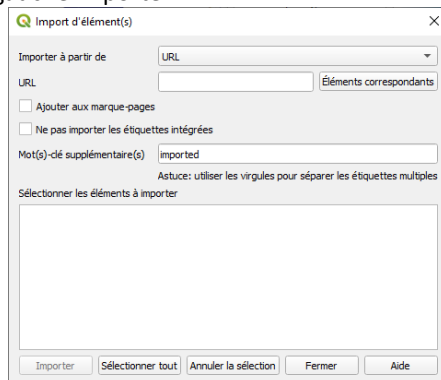 Import d'élément(s)
Importer à partir de URL
URL Éléments correspondants
Ajouter aux marque-pages
Ne pas importer les étiquettes intégrées
Mot(s)-clé supplémentaire(s) imported
Astuce: utiliser les virgules pour séparer les étiquettes multiples
Sélectionner les éléments à importer
Importer Sélectionner tout Annuler la sélection Fermer Aide